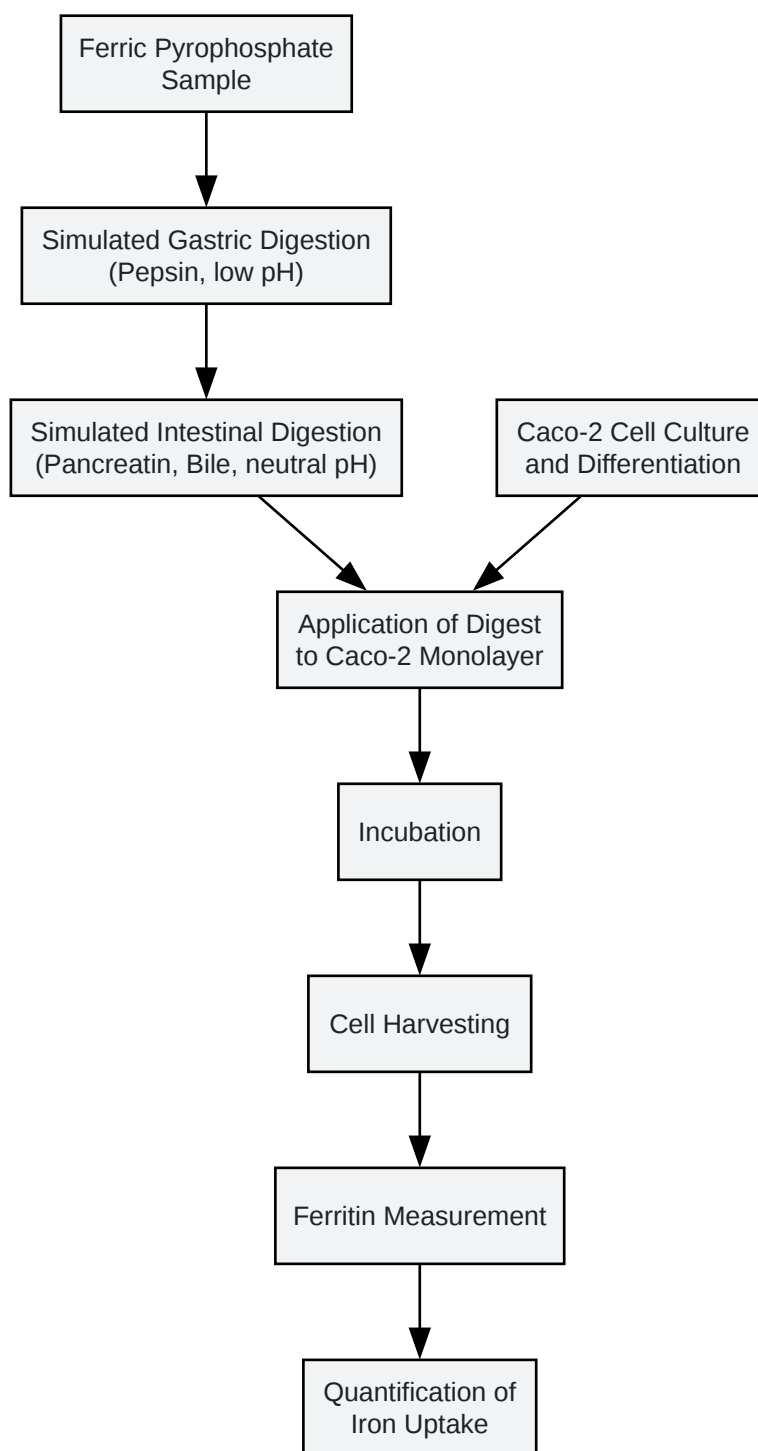 Ferric Pyrophosphate
Sample
Simulated Gastric Digestion
(Pepsin, low pH)
Simulated Intestinal Digestion
(Pancreatin, Bile, neutral pH)
Caco-2 Cell Culture
and Differentiation
Application of Digest
to Caco-2 Monolayer
Incubation
Cell Harvesting
Ferritin Measurement
Quantification of
Iron Uptake